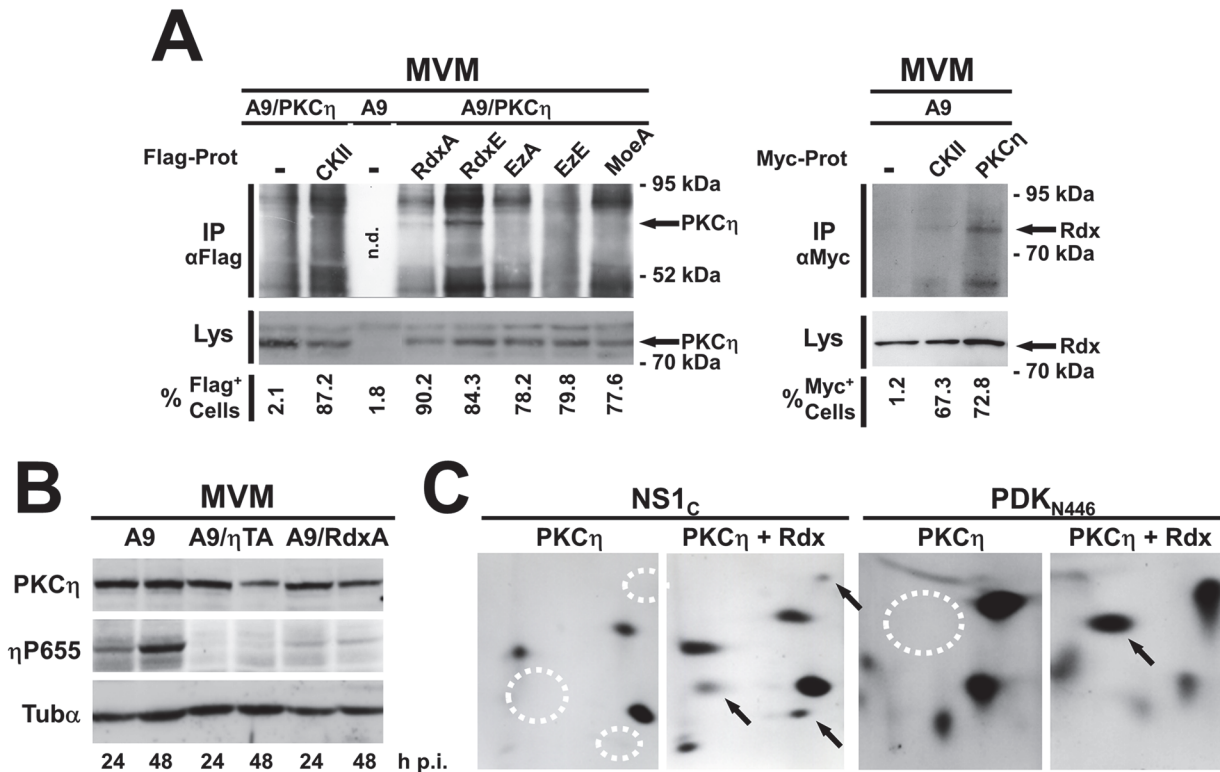 A
MVM
A9/PKCη A9 A9/PKCη
Flag-Prot - CKII - RdxA RdxE EzA EzE MoeA
- 95 kDa
IP
αFlag
n.d.
PKCη
- 52 kDa
Lys
PKCη
- 70 kDa
% Flag⁺
Cells
2.1 87.2 1.8 90.2 84.3 78.2 79.8 77.6
MVM
A9
Myc-Prot - CKII PKCη
- 95 kDa
IP
αMyc
Rdx
- 70 kDa
Lys
Rdx
- 70 kDa
% Myc⁺
Cells
1.2 67.3 72.8
B
MVM
A9 A9/ηTA A9/RdxA
PKCη
ηP655
Tubα
24 48 24 48 24 48 h p.i.
C
NS1C PDKN446
PKCη PKCη + Rdx PKCη PKCη + Rdx